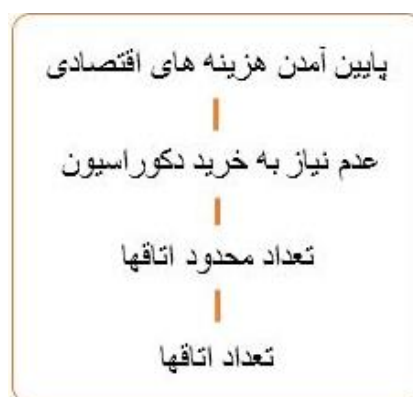 پایین آمدن هزینه های اقتصادی
عدم نیاز به خرید دکوراسیون
تعداد محدود اتاقها
تعداد اتاقها